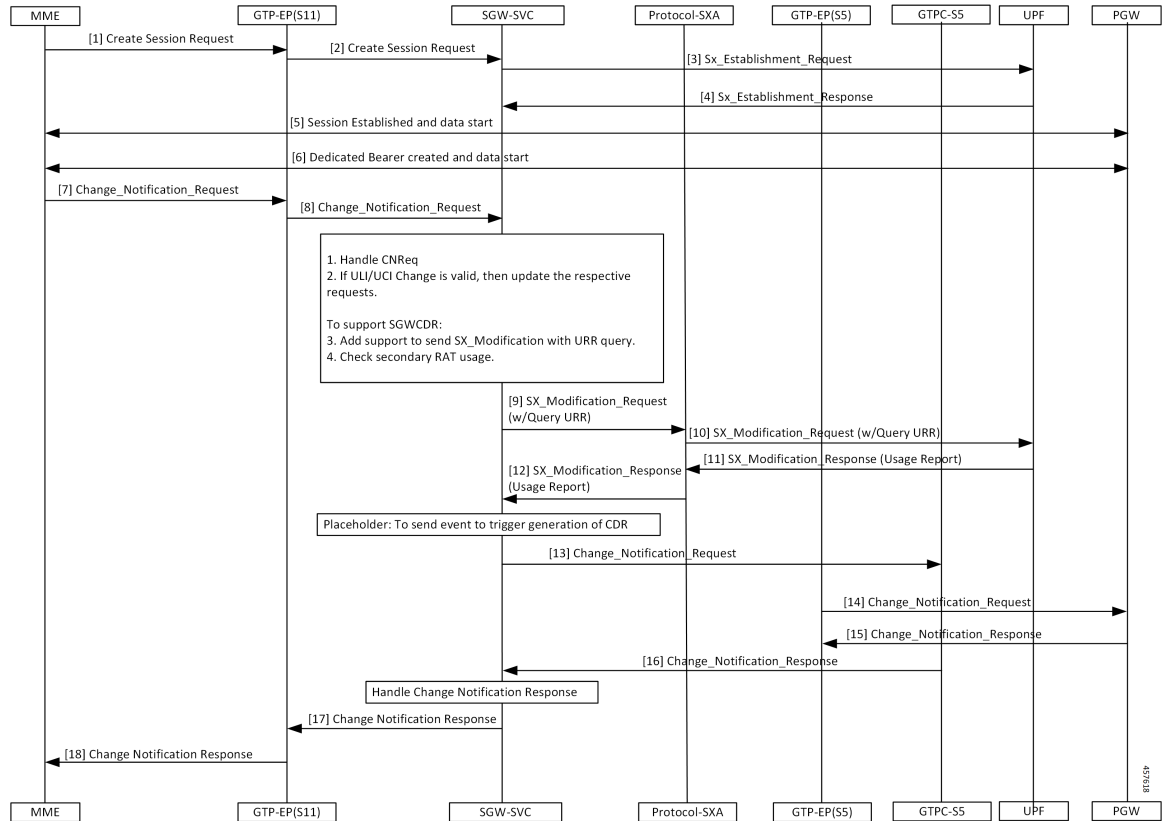 MME
GTP-EP(S11)
SGW-SVC
Protocol-SXA
GTP-EP(S5)
GTPC-S5
UPF
PGW
[1] Create Session Request
[2] Create Session Request
[3] Sx_Establishment_Request
[4] Sx_Establishment_Response
[5] Session Established and data start
[6] Dedicated Bearer created and data start
[7] Change_Notification_Request
[8] Change_Notification_Request
1. Handle CNReq
2. If ULI/UCI Change is valid, then update the respective
requests.
To support SGWCDR:
3. Add support to send SX_Modification with URR query.
4. Check secondary RAT usage.
[9] SX_Modification_Request
(w/Query URR)
[10] SX_Modification_Request (w/Query URR)
[11] SX_Modification_Response (Usage Report)
[12] SX_Modification_Response
(Usage Report)
Placeholder: To send event to trigger generation of CDR
[13] Change_Notification_Request
[14] Change_Notification_Request
[15] Change_Notification_Response
[16] Change_Notification_Response
Handle Change Notification Response
[17] Change Notification Response
[18] Change Notification Response
457618
MME
GTP-EP(S11)
SGW-SVC
Protocol-SXA
GTP-EP(S5)
GTPC-S5
UPF
PGW